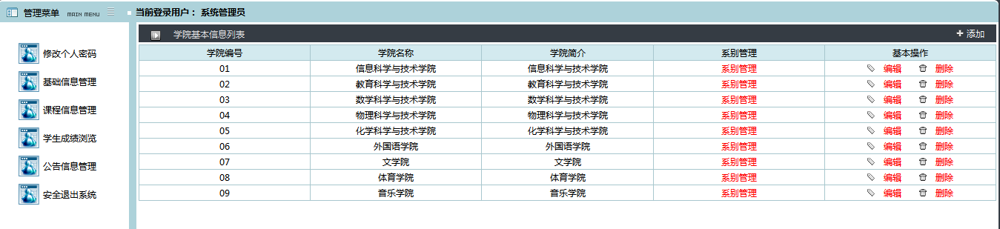 管理菜单 MAIN MENU
当前登录用户： 系统管理员
修改个人密码
基础信息管理
课程信息管理
学生成绩浏览
公告信息管理
安全退出系统
学院基本信息列表 添加
学院编号 学院名称 学院简介 系别管理 基本操作
01 信息科学与技术学院 信息科学与技术学院 系别管理 编辑 删除
02 教育科学与技术学院 教育科学与技术学院 系别管理 编辑 删除
03 数学科学与技术学院 数学科学与技术学院 系别管理 编辑 删除
04 物理科学与技术学院 物理科学与技术学院 系别管理 编辑 删除
05 化学科学与技术学院 化学科学与技术学院 系别管理 编辑 删除
06 外国语学院 外国语学院 系别管理 编辑 删除
07 文学院 文学院 系别管理 编辑 删除
08 体育学院 体育学院 系别管理 编辑 删除
09 音乐学院 音乐学院 系别管理 编辑 删除